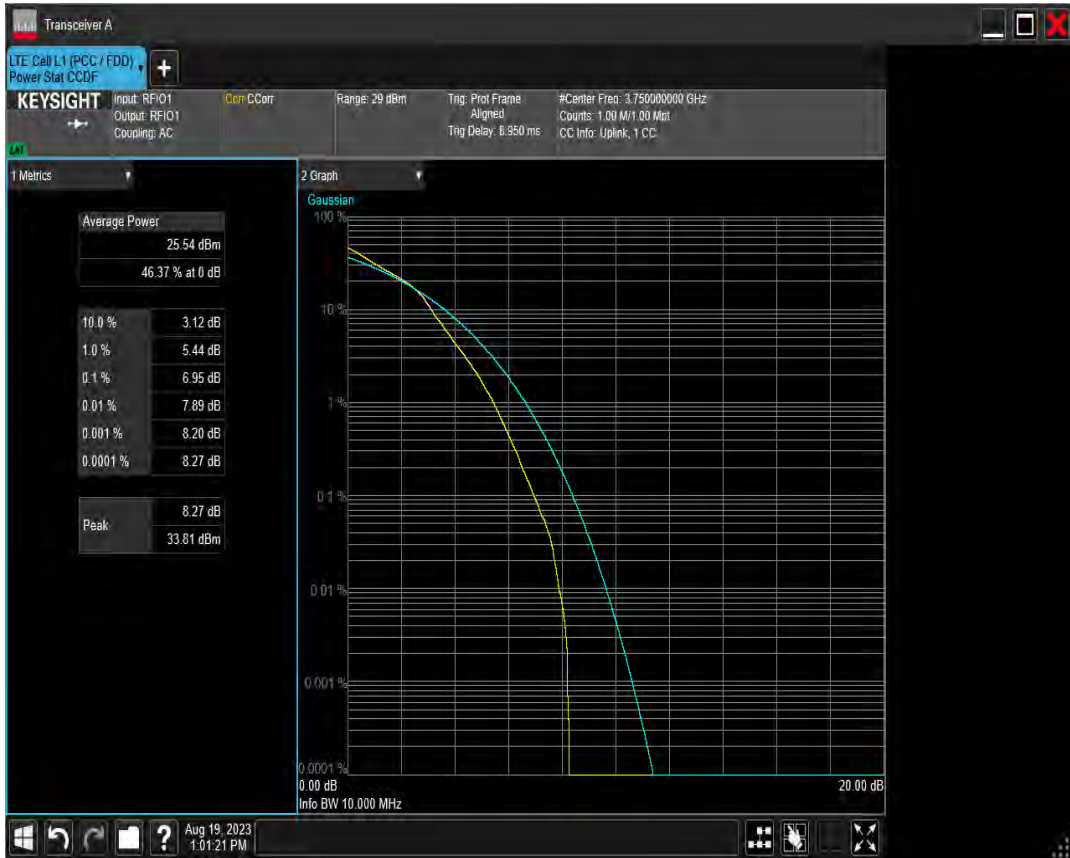 Transceiver A
LTE Cell L1 (PCC / FDD)
Power Stat CCDF
KEYSIGHT
Input: RFIO1
Output: RFIO1
Coupling: AC
Corr CCorr
Range: 29 dBm
Trig: Prot Frame
Aligned
Trig Delay: 8.950 ms
#Center Freq: 3.750000000 GHz
Counts: 1.00 M/1.00 Mpt
CC Info: Uplink, 1 CC
1 Metrics
Average Power
25.54 dBm
46.37 % at 0 dB
10.0 % 3.12 dB
1.0 % 5.44 dB
0.1 % 6.95 dB
0.01 % 7.89 dB
0.001 % 8.20 dB
0.0001 % 8.27 dB
Peak
8.27 dB
33.81 dBm
2 Graph
Gaussian
100 %
10 %
1 %
0.1 %
0.01 %
0.001 %
0.0001 %
0.00 dB 20.00 dB
Info BW 10.000 MHz
Aug 19, 2023
1:01:21 PM